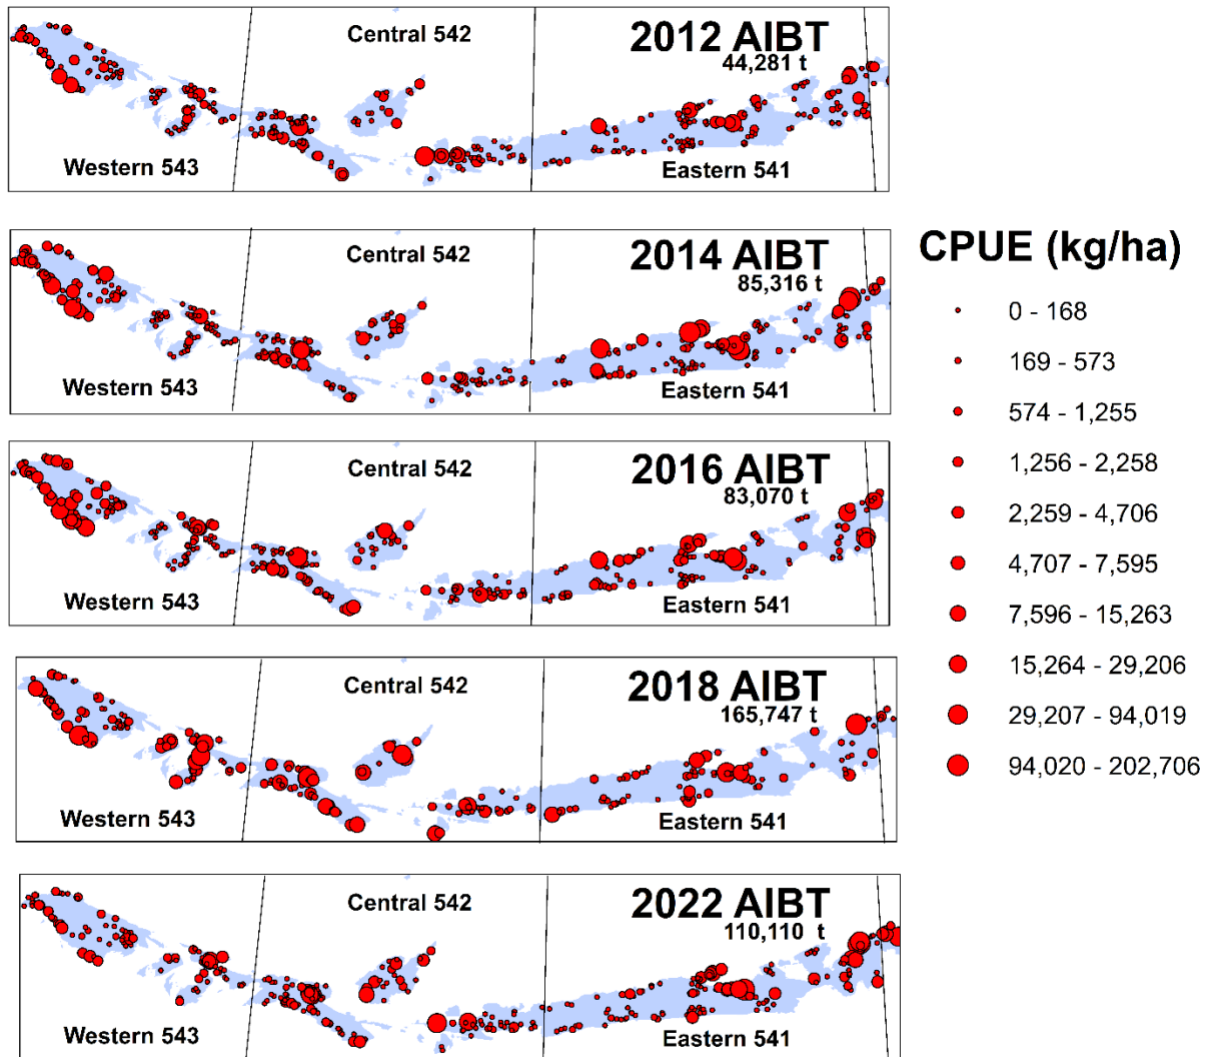 Central 542
2012 AIBT
44,281 t
Western 543
Eastern 541
Central 542
2014 AIBT
85,316 t
Western 543
Eastern 541
Central 542
2016 AIBT
83,070 t
Western 543
Eastern 541
Central 542
2018 AIBT
165,747 t
Western 543
Eastern 541
Central 542
2022 AIBT
110,110 t
Western 543
Eastern 541
CPUE (kg/ha)
0 - 168
169 - 573
574 - 1,255
1,256 - 2,258
2,259 - 4,706
4,707 - 7,595
7,596 - 15,263
15,264 - 29,206
29,207 - 94,019
94,020 - 202,706